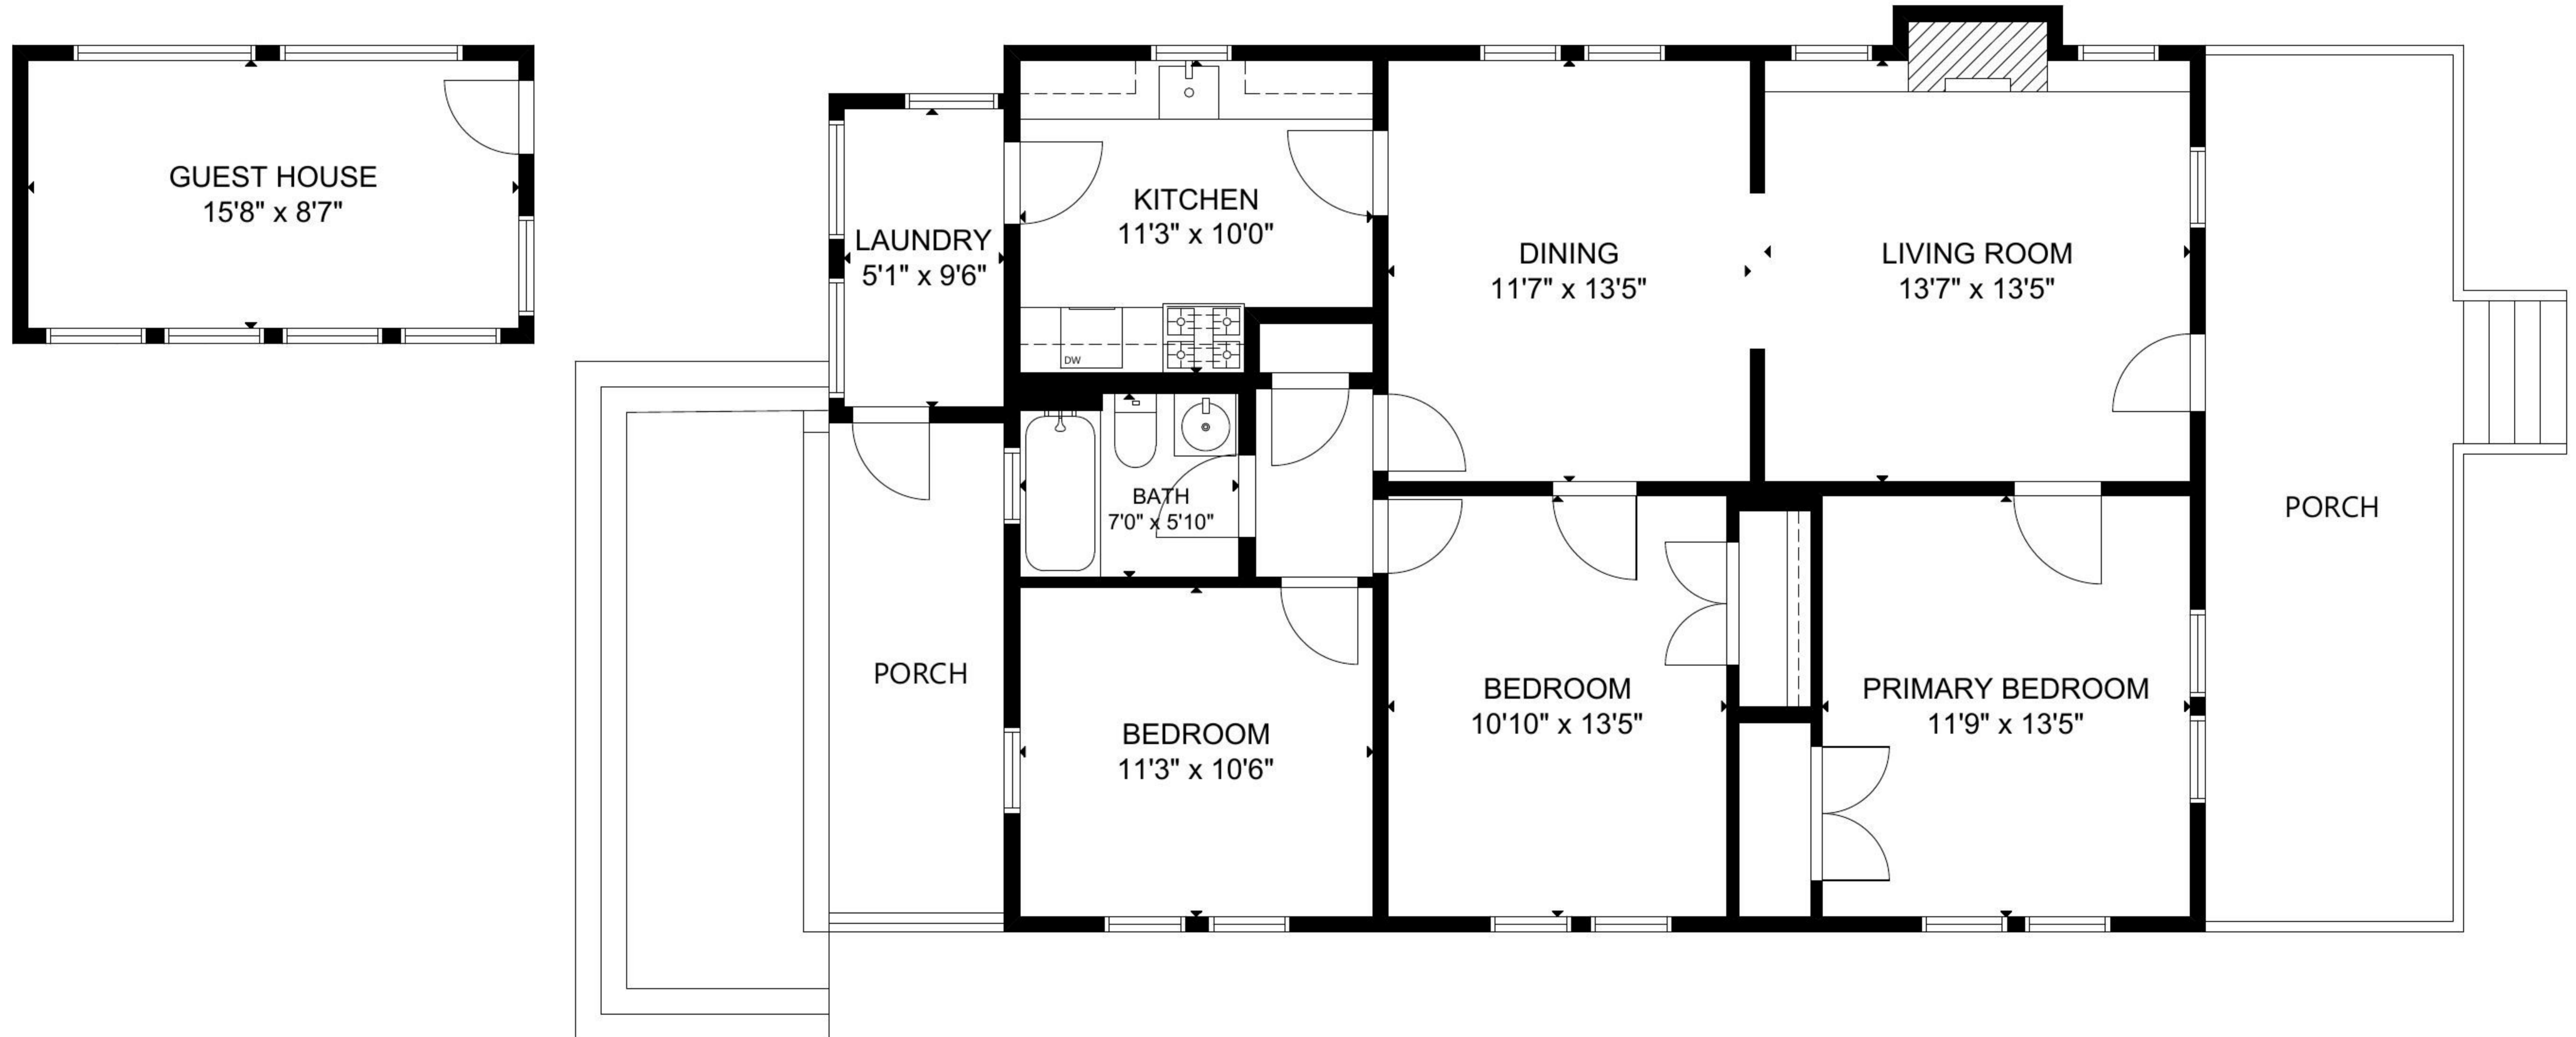 GUEST HOUSE
15'8" x 8'7"
LAUNDRY
5'1" x 9'6"
KITCHEN
11'3" x 10'0"
DW
DINING
11'7" x 13'5"
LIVING ROOM
13'7" x 13'5"
BATH
7'0" x 5'10"
PORCH
PORCH
BEDROOM
11'3" x 10'6"
BEDROOM
10'10" x 13'5"
PRIMARY BEDROOM
11'9" x 13'5"